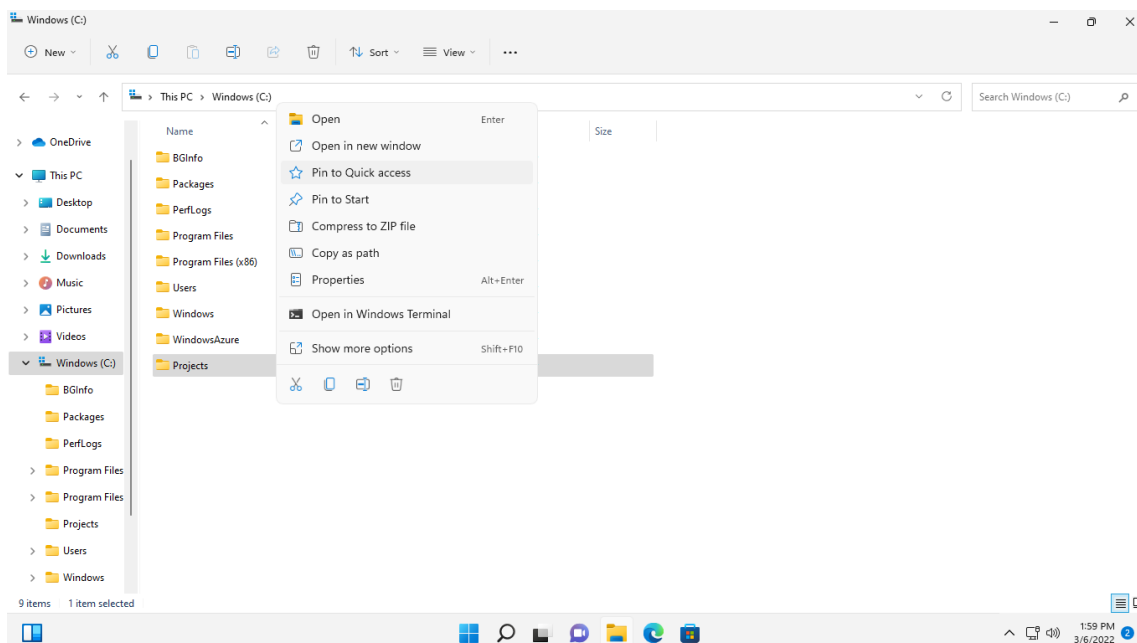 Windows (C:)
New
Sort
View
This PC > Windows (C:)
Search Windows (C:)
OneDrive
This PC
Desktop
Documents
Downloads
Music
Pictures
Videos
Windows (C:)
BGInfo
Packages
PerfLogs
Program Files
Program Files
Projects
Users
Windows
Name
Size
BGInfo
Packages
PerfLogs
Program Files
Program Files (x86)
Users
Windows
WindowsAzure
Projects
Open Enter
Open in new window
Pin to Quick access
Pin to Start
Compress to ZIP file
Copy as path
Properties Alt+Enter
Open in Windows Terminal
Show more options Shift+F10
9 items 1 item selected
1:59 PM
3/6/2022
2